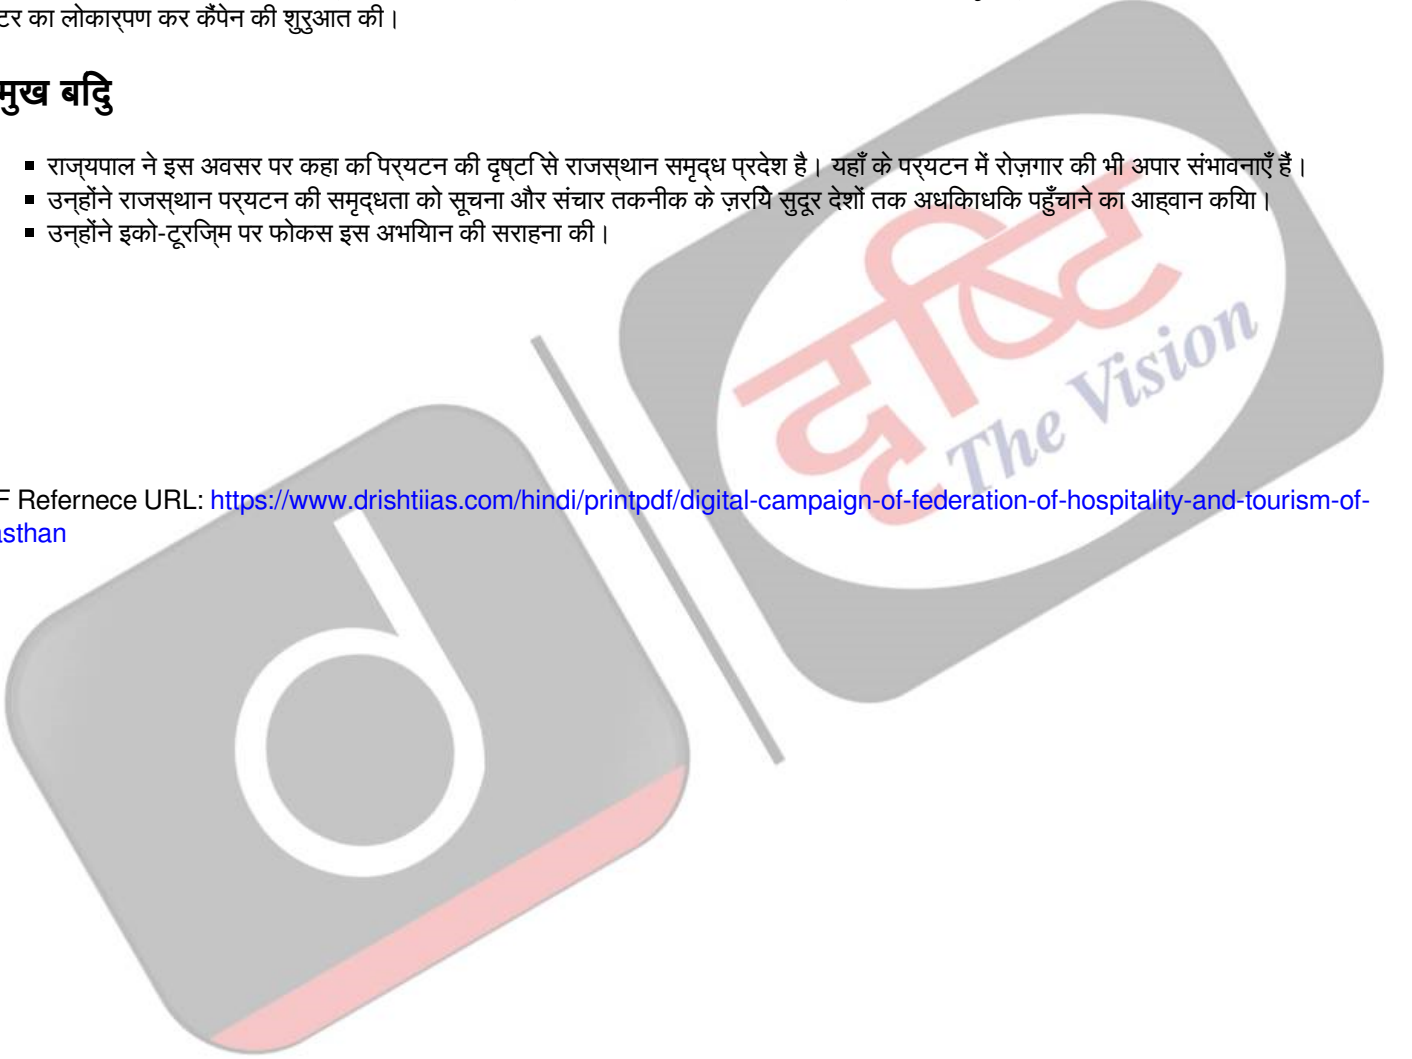 टर का लोकार्पण कर कैंपेन की शुरुआत की।
मुख बिंदु
▪ राज्यपाल ने इस अवसर पर कहा कि पर्यटन की दृष्टि से राजस्थान समृद्ध प्रदेश है। यहाँ के पर्यटन में रोज़गार की भी अपार संभावनाएँ हैं।
▪ उन्होंने राजस्थान पर्यटन की समृद्धता को सूचना और संचार तकनीक के ज़रिये सुदूर देशों तक अधिकाधिक पहुँचाने का आह्वान किया।
▪ उन्होंने इको-टूरिज़्म पर फोकस इस अभियान की सराहना की।
दृष्टि
The Vision
F Refernece URL: https://www.drishtiias.com/hindi/printpdf/digital-campaign-of-federation-of-hospitality-and-tourism-of-
asthan
d